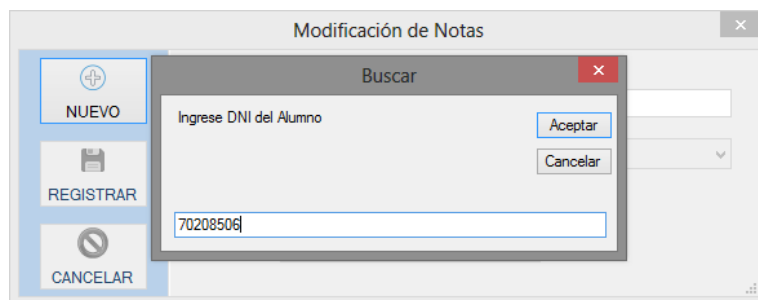 Modificación de Notas
NUEVO
REGISTRAR
CANCELAR
Buscar
Ingrese DNI del Alumno
Aceptar
Cancelar
70208506